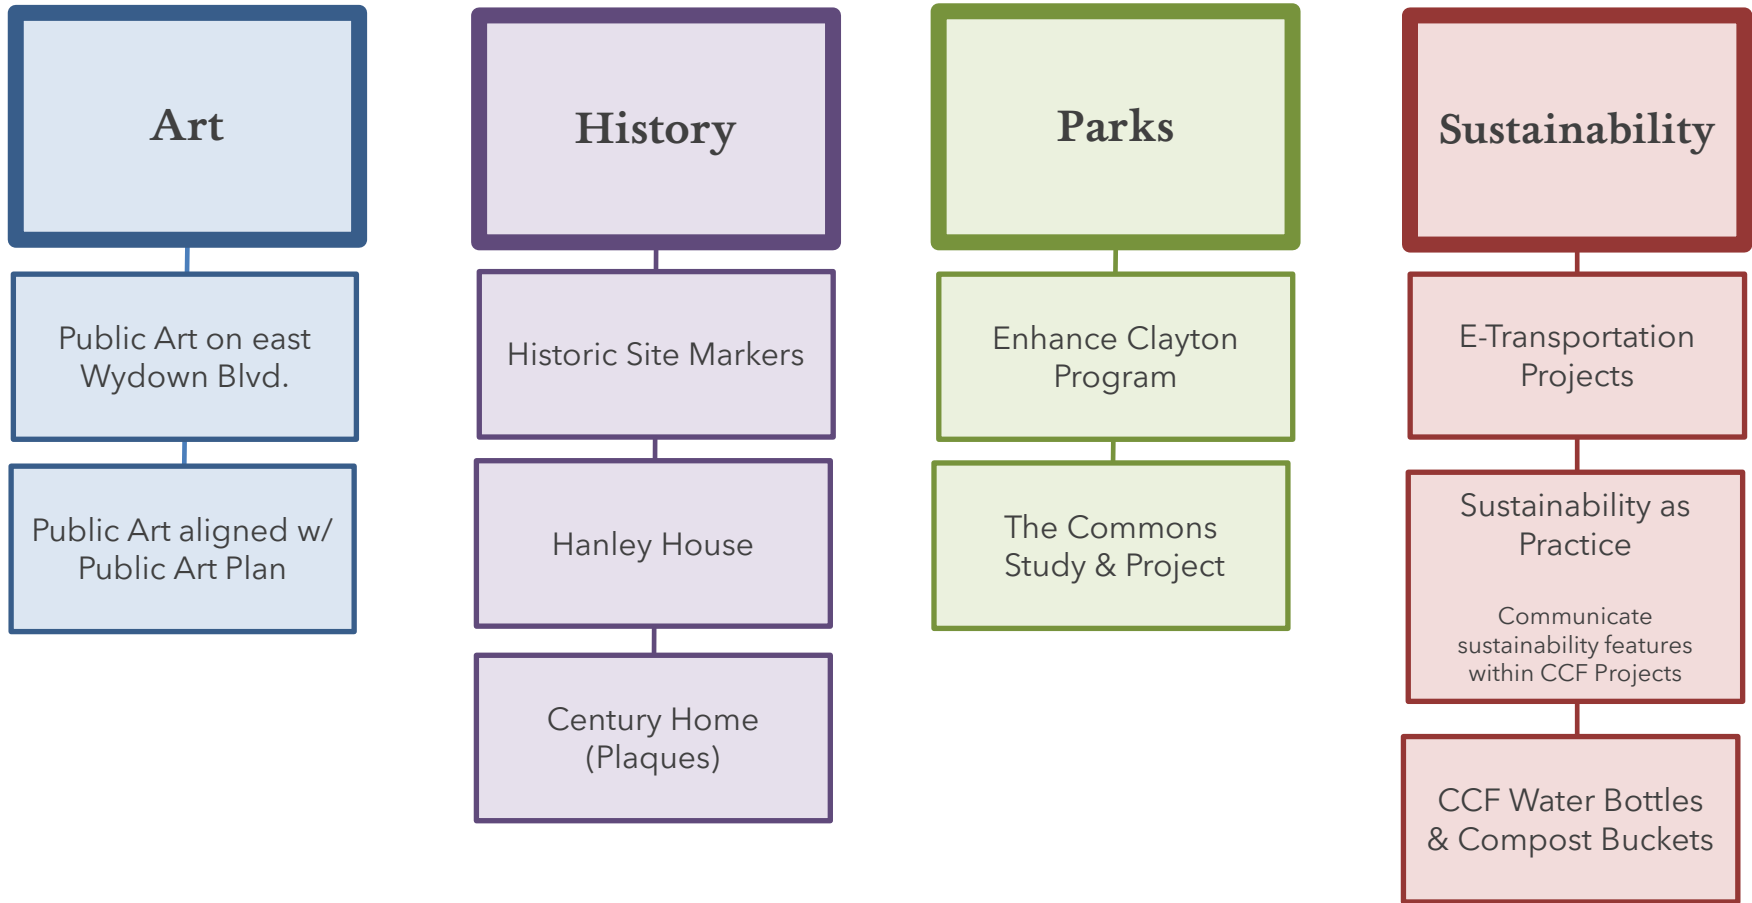 Art
Public Art on east
Wydown Blvd.
Public Art aligned w/
Public Art Plan
History
Historic Site Markers
Hanley House
Century Home
(Plaques)
Parks
Enhance Clayton
Program
The Commons
Study & Project
Sustainability
E-Transportation
Projects
Sustainability as
Practice
Communicate
sustainability features
within CCF Projects
CCF Water Bottles
& Compost Buckets